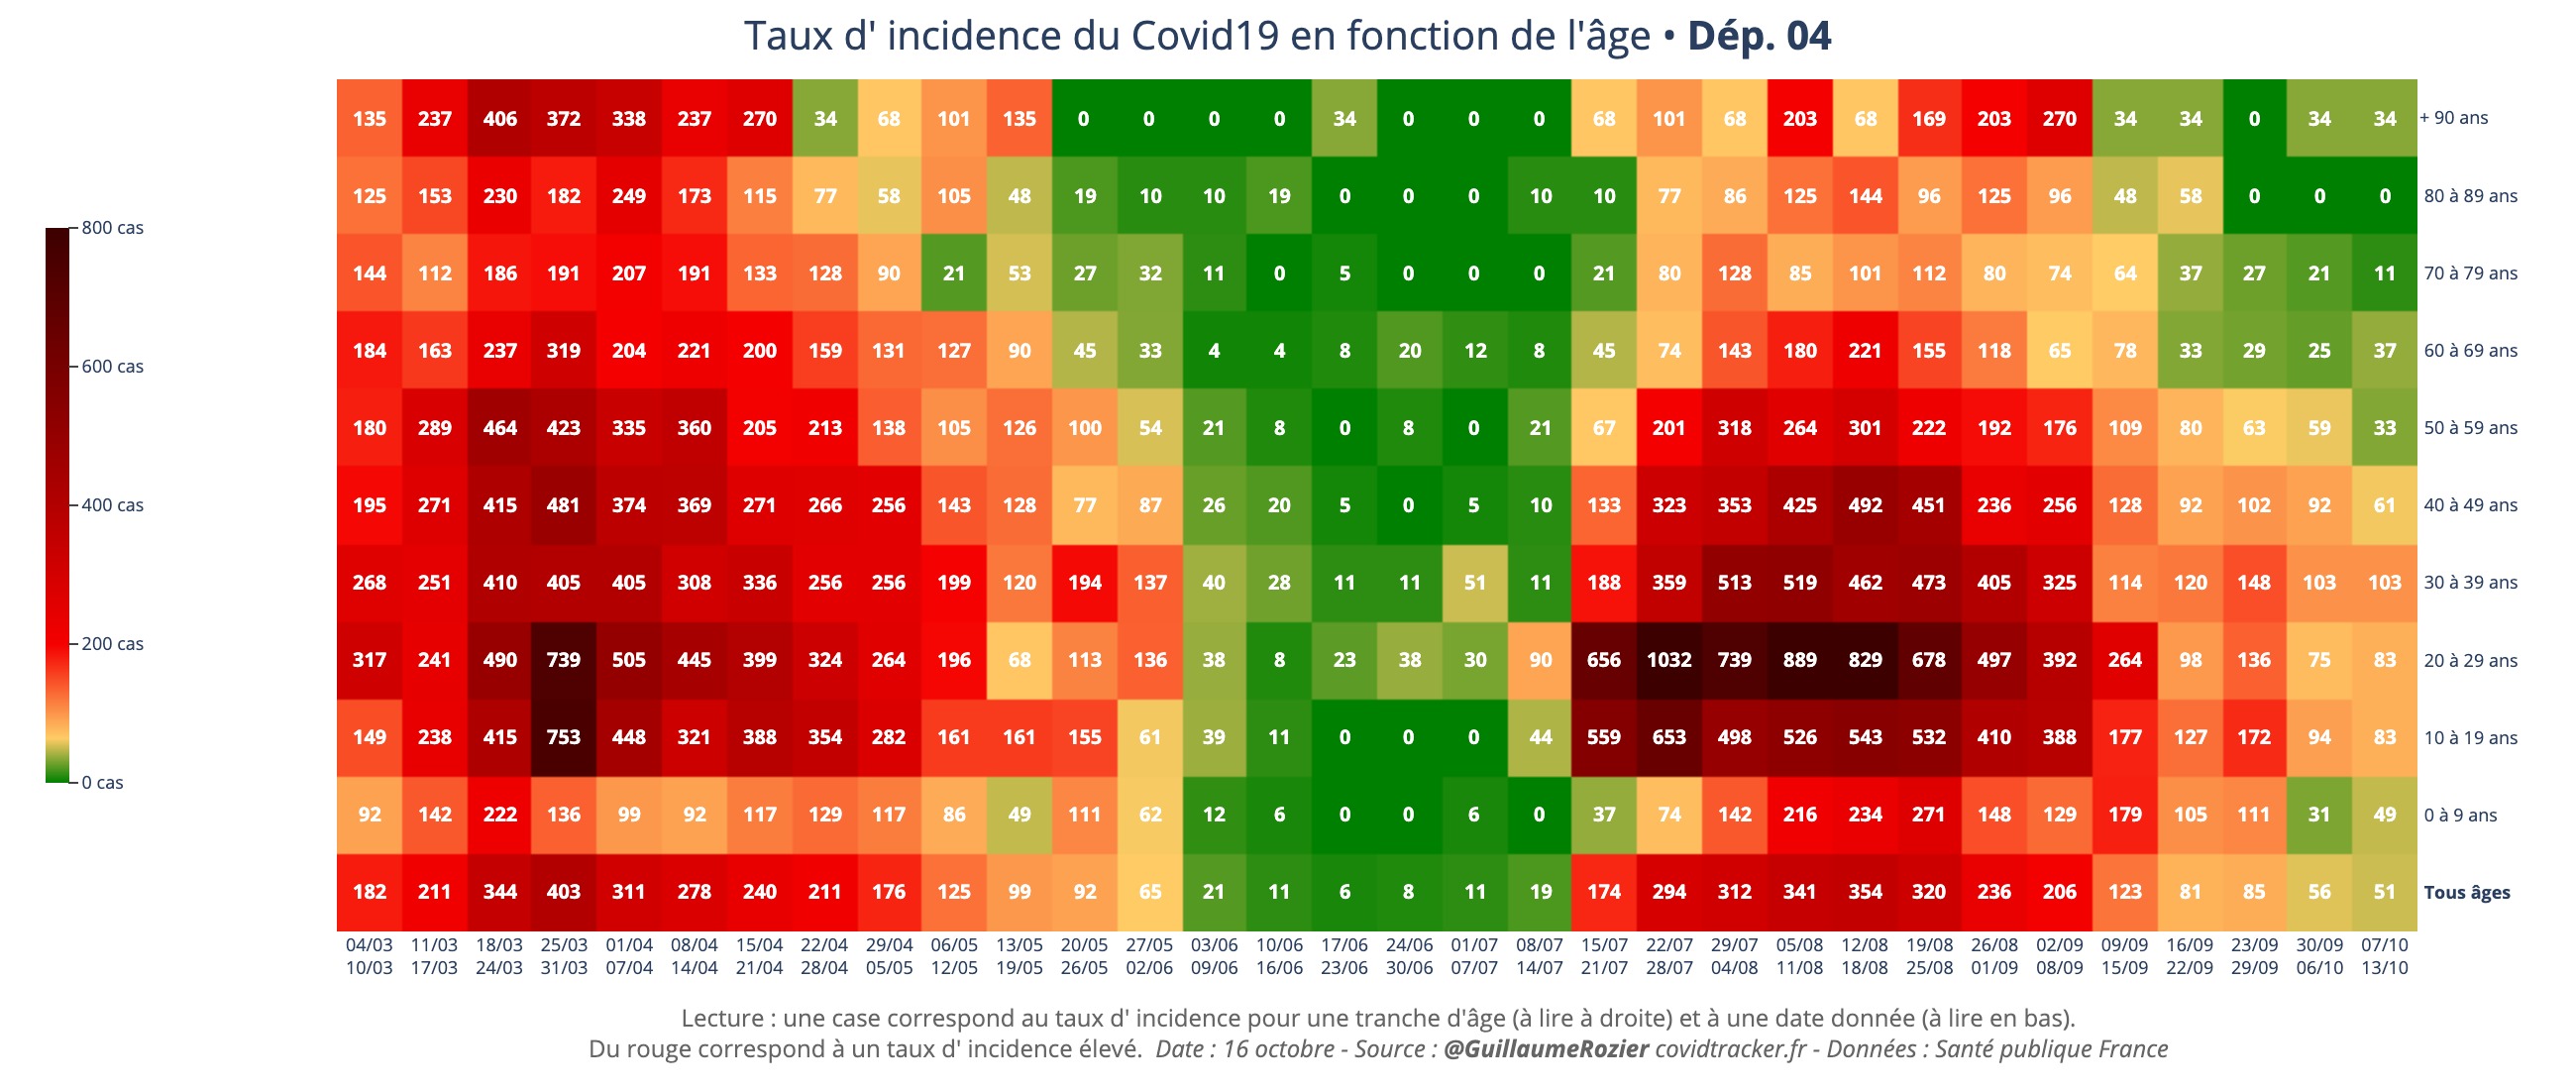 Taux d' incidence du Covid19 en fonction de l'âge • Dép. 04
800 cas
600 cas
400 cas
200 cas
0 cas
135 237 406 372 338 237 270 34 68 101 135 0 0 0 0 34 0 0 0 68 101 68 203 68 169 203 270 34 34 0 34 34 + 90 ans
125 153 230 182 249 173 115 77 58 105 48 19 10 10 19 0 0 0 10 10 77 86 125 144 96 125 96 48 58 0 0 0 80 à 89 ans
144 112 186 191 207 191 133 128 90 21 53 27 32 11 0 5 0 0 0 21 80 128 85 101 112 80 74 64 37 27 21 11 70 à 79 ans
184 163 237 319 204 221 200 159 131 127 90 45 33 4 4 8 20 12 8 45 74 143 180 221 155 118 65 78 33 29 25 37 60 à 69 ans
180 289 464 423 335 360 205 213 138 105 126 100 54 21 8 0 8 0 21 67 201 318 264 301 222 192 176 109 80 63 59 33 50 à 59 ans
195 271 415 481 374 369 271 266 256 143 128 77 87 26 20 5 0 5 10 133 323 353 425 492 451 236 256 128 92 102 92 61 40 à 49 ans
268 251 410 405 405 308 336 256 256 199 120 194 137 40 28 11 11 51 11 188 359 513 519 462 473 405 325 114 120 148 103 103 30 à 39 ans
317 241 490 739 505 445 399 324 264 196 68 113 136 38 8 23 38 30 90 656 1032 739 889 829 678 497 392 264 98 136 75 83 20 à 29 ans
149 238 415 753 448 321 388 354 282 161 161 155 61 39 11 0 0 0 44 559 653 498 526 543 532 410 388 177 127 172 94 83 10 à 19 ans
92 142 222 136 99 92 117 129 117 86 49 111 62 12 6 0 0 6 0 37 74 142 216 234 271 148 129 179 105 111 31 49 0 à 9 ans
182 211 344 403 311 278 240 211 176 125 99 92 65 21 11 6 8 11 19 174 294 312 341 354 320 236 206 123 81 85 56 51 Tous âges
04/03 11/03 18/03 25/03 01/04 08/04 15/04 22/04 29/04 06/05 13/05 20/05 27/05 03/06 10/06 17/06 24/06 01/07 08/07 15/07 22/07 29/07 05/08 12/08 19/08 26/08 02/09 09/09 16/09 23/09 30/09 07/10
10/03 17/03 24/03 31/03 07/04 14/04 21/04 28/04 05/05 12/05 19/05 26/05 02/06 09/06 16/06 23/06 30/06 07/07 14/07 21/07 28/07 04/08 11/08 18/08 25/08 01/09 08/09 15/09 22/09 29/09 06/10 13/10
Lecture : une case correspond au taux d' incidence pour une tranche d'âge (à lire à droite) et à une date donnée (à lire en bas).
Du rouge correspond à un taux d' incidence élevé. Date : 16 octobre - Source : @GuillaumeRozier covidtracker.fr - Données : Santé publique France